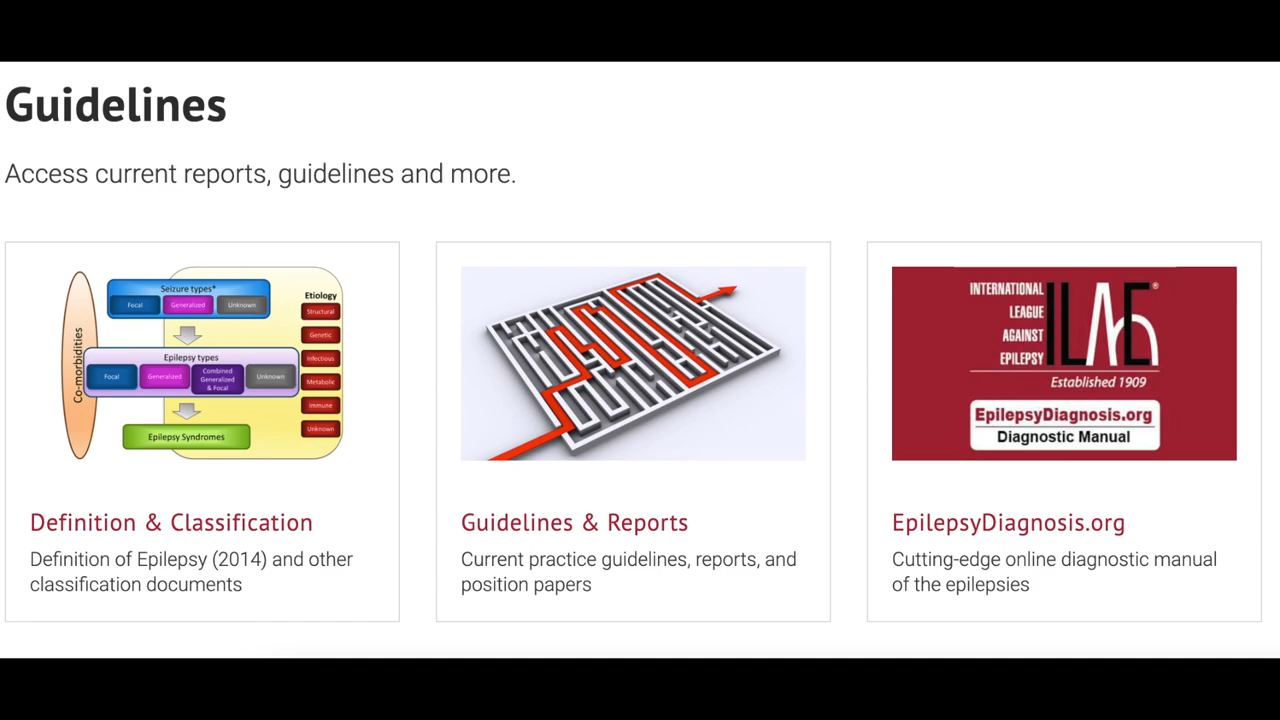 Guidelines
Access current reports, guidelines and more.
Co-morbidities
Seizure types*
Focal
Generalized
Unknown
Epilepsy types
Focal
Generalized
Combined
Generalized
& Focal
Unknown
Epilepsy Syndromes
Etiology
Structural
Genetic
Infectious
Metabolic
Immune
Unknown
Definition & Classification
Definition of Epilepsy (2014) and other
classification documents
Guidelines & Reports
Current practice guidelines, reports, and
position papers
INTERNATIONAL
LEAGUE
AGAINST
EPILEPSY
ILAE®
Established 1909
EpilepsyDiagnosis.org
Diagnostic Manual
EpilepsyDiagnosis.org
Cutting-edge online diagnostic manual
of the epilepsies